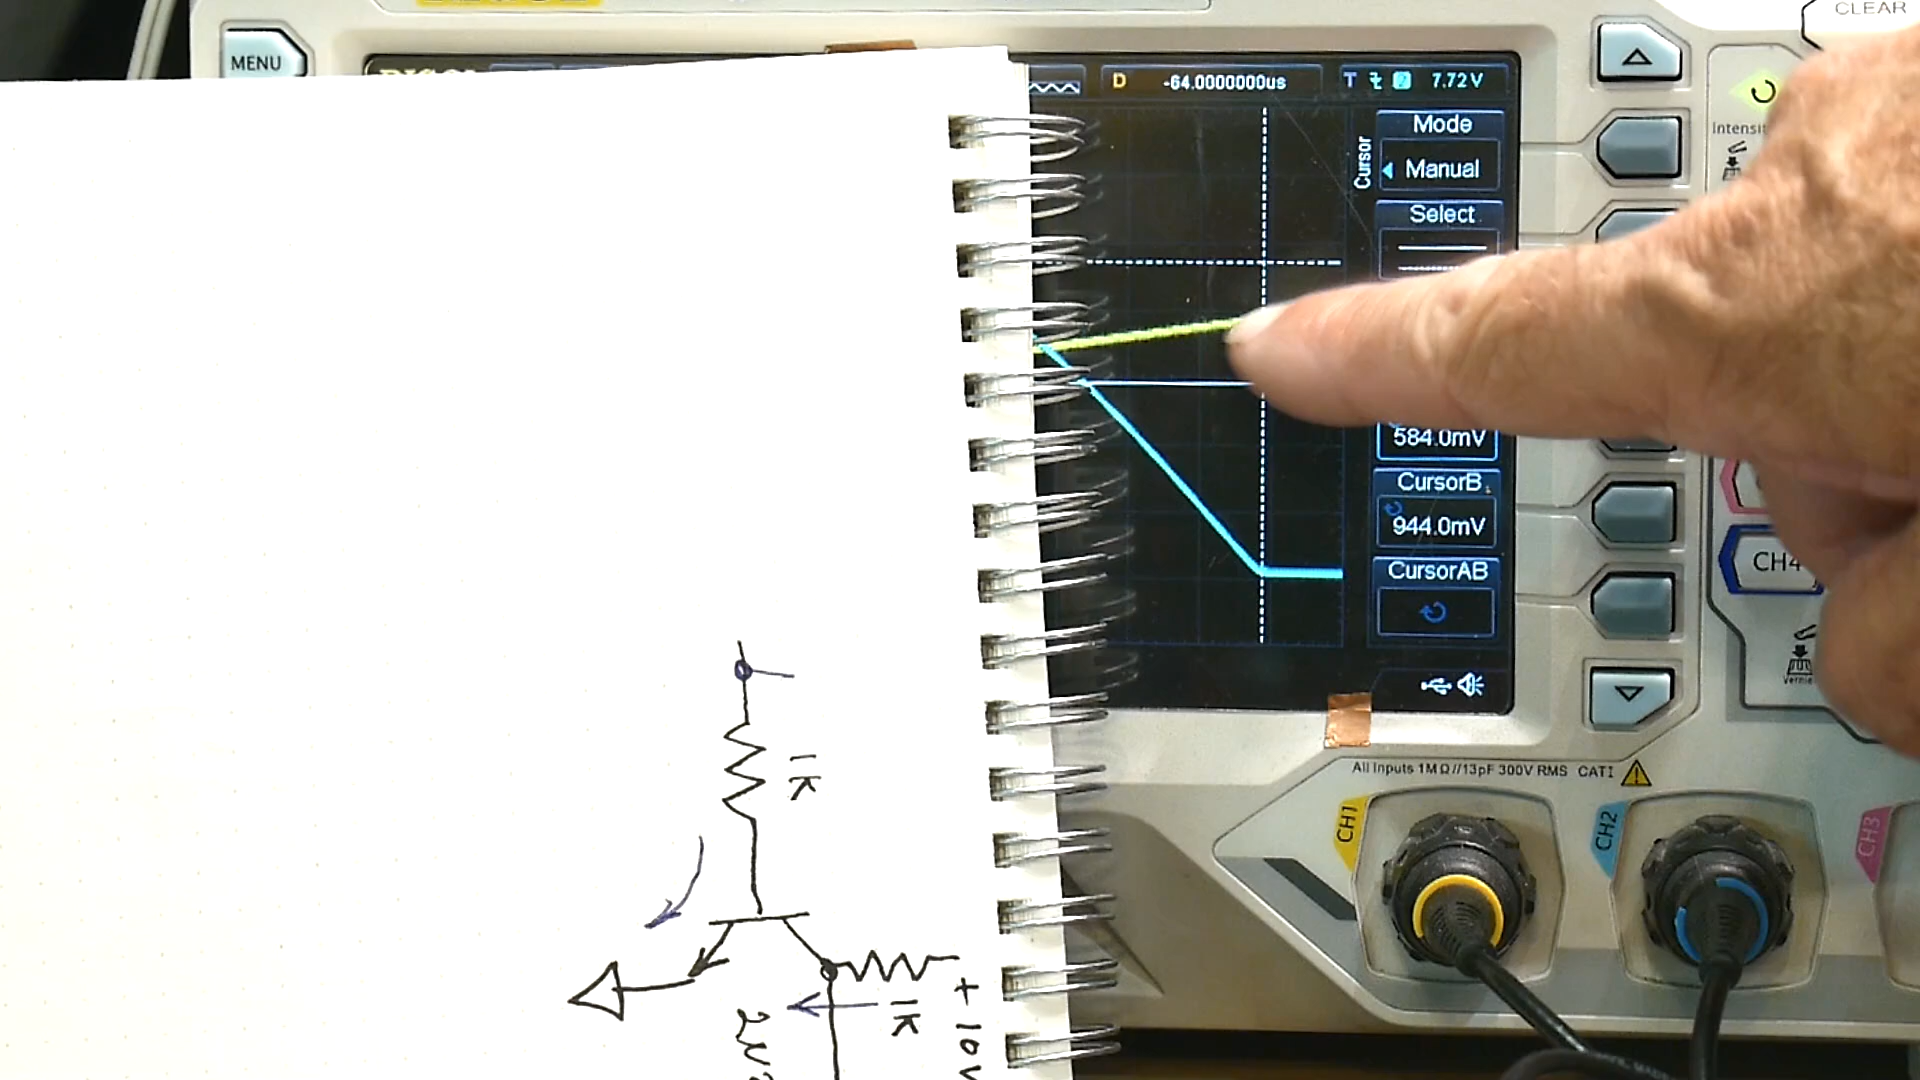 CLEAR
MENU
D -64.0000000us
T 7.72V
Cursor
Mode
Manual
Select
584.0mV
CursorB
944.0mV
CursorAB
CH4
All Inputs 1MΩ//13pF 300V RMS CATI
CH1
CH2
CH3
1K
1K
+10V